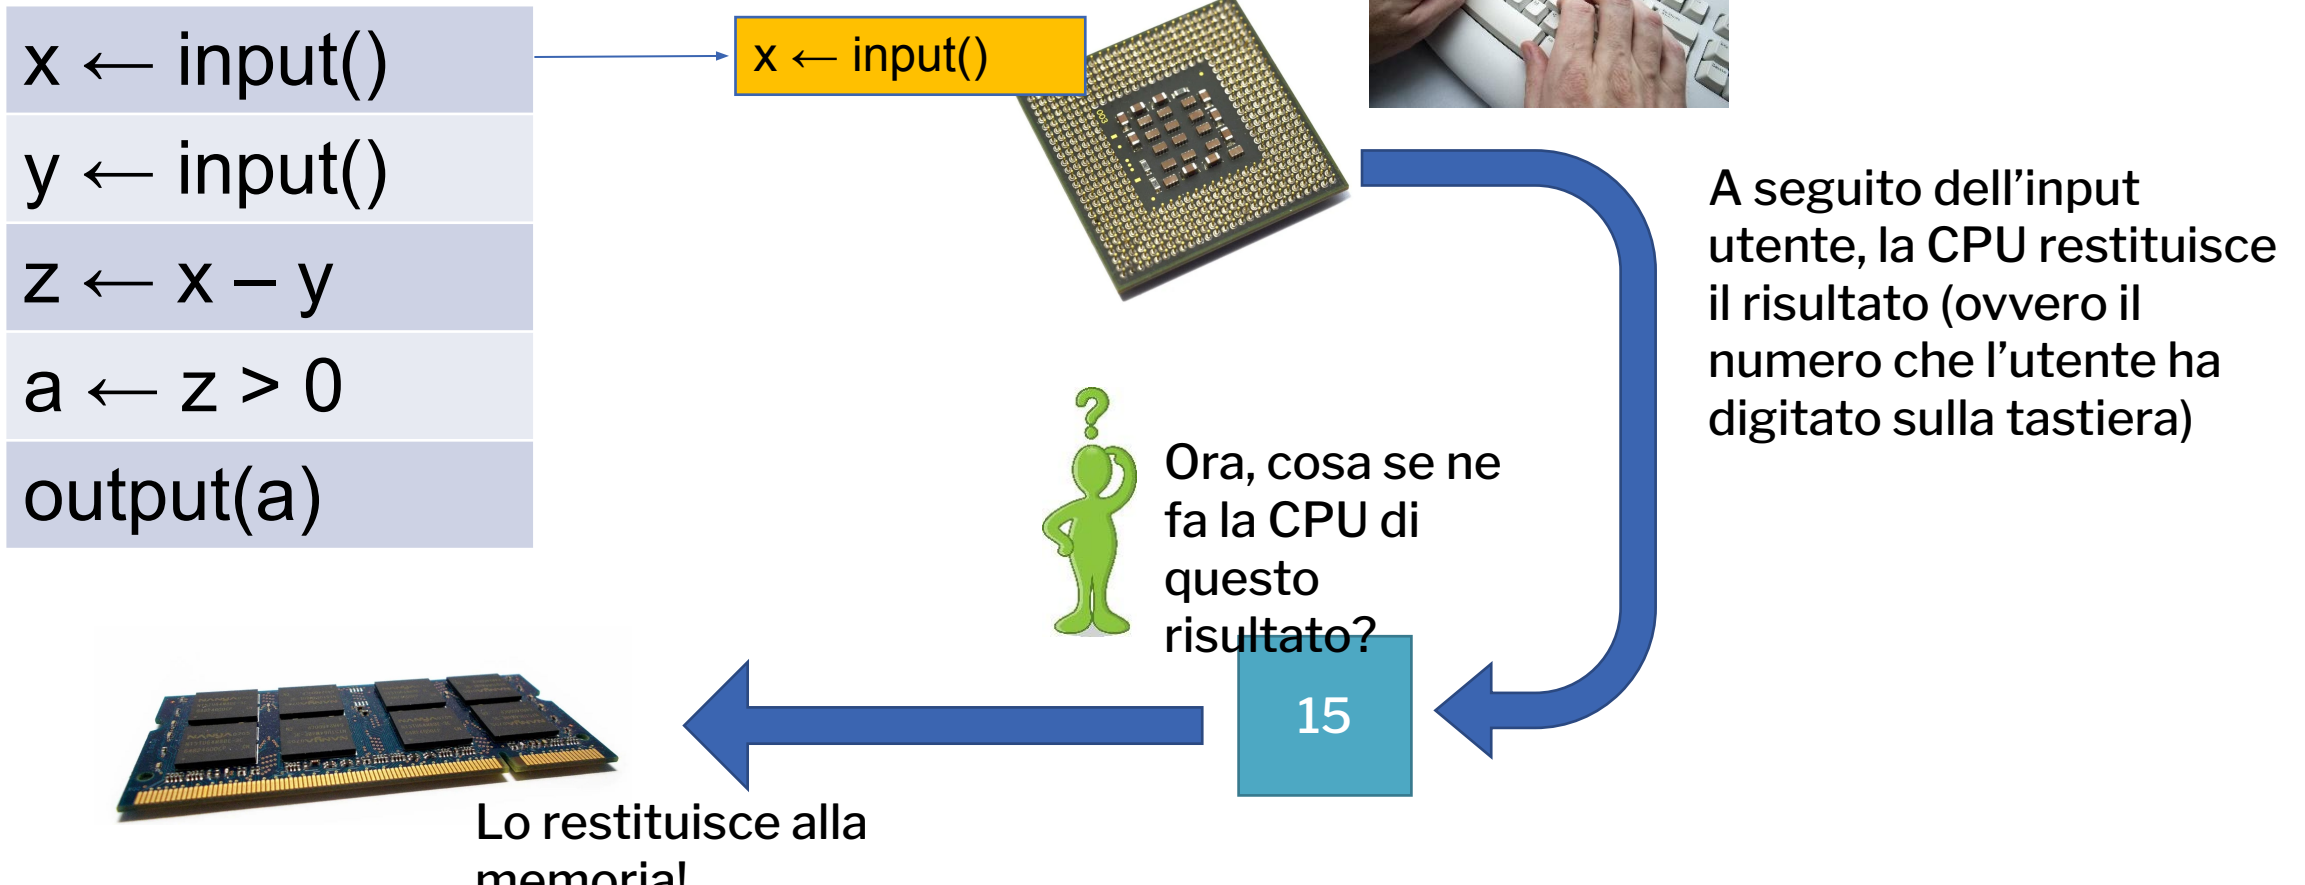 x ← input()
y ← input()
z ← x – y
a ← z > 0
output(a)
x ← input()
A seguito dell’input
utente, la CPU restituisce
il risultato (ovvero il
numero che l’utente ha
digitato sulla tastiera)
?
Ora, cosa se ne
fa la CPU di
questo
risultato?
15
Lo restituisce alla
memoria!